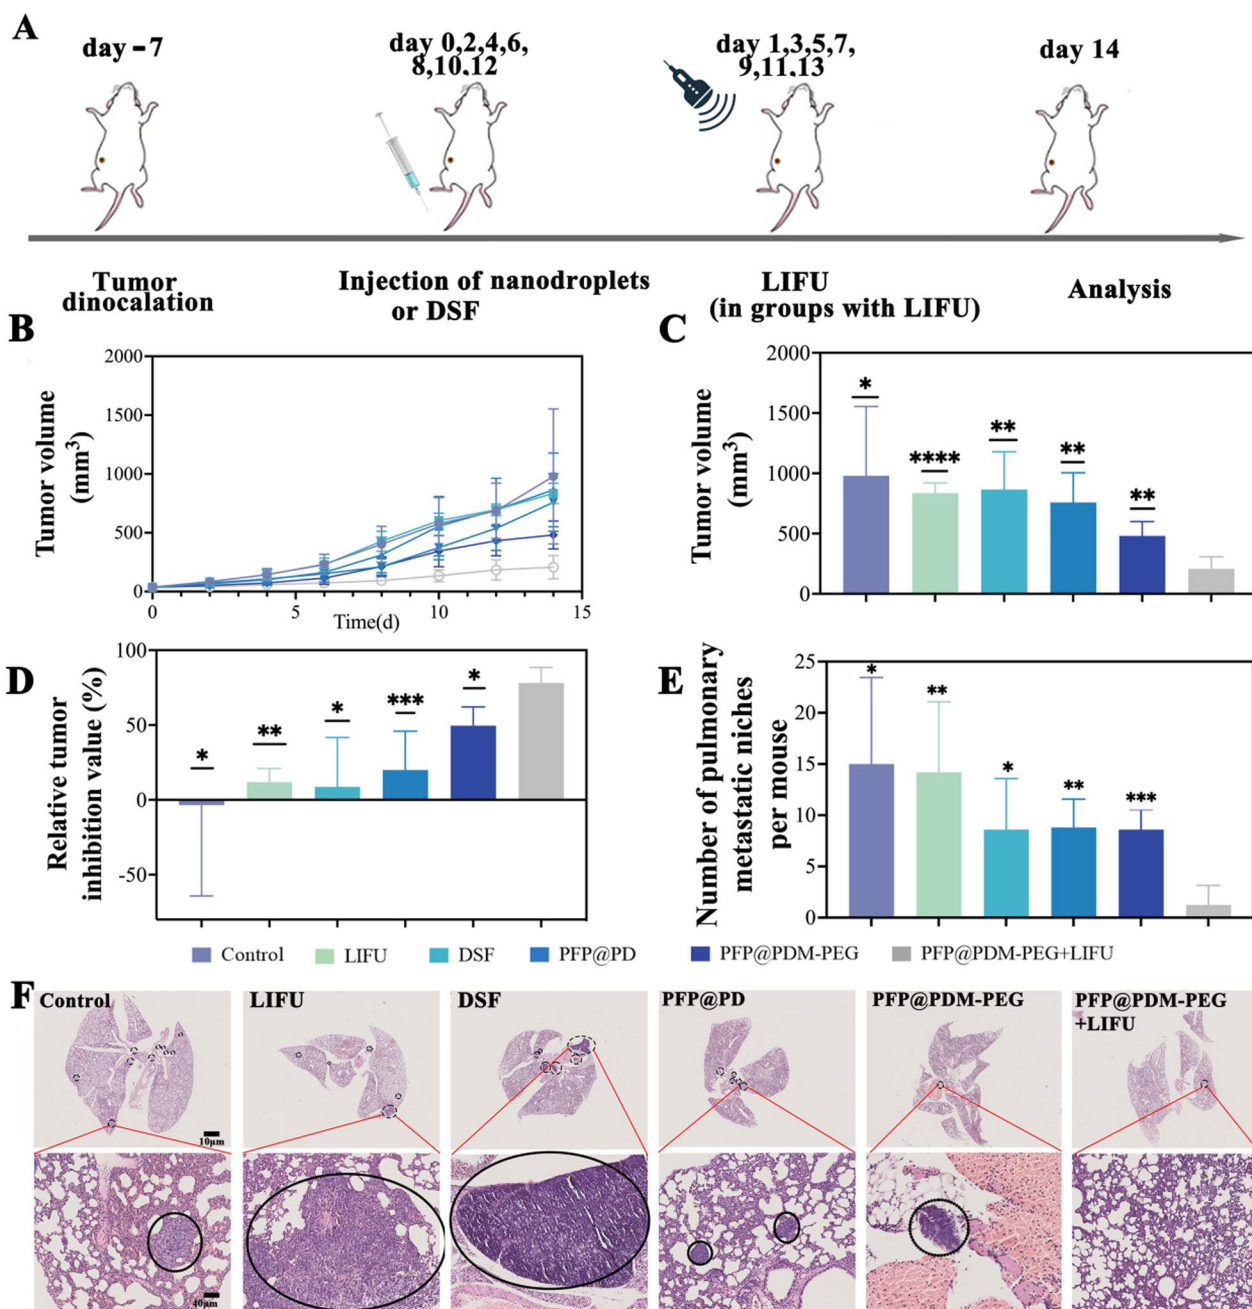 A
day -7
day 0,2,4,6,
8,10,12
day 1,3,5,7,
9,11,13
day 14
Tumor
dinocalation
Injection of nanodroplets
or DSF
LIFU
(in groups with LIFU)
Analysis
B
Tumor volume
(mm3)
2000
1500
1000
500
0
0
5
10
15
Time(d)
C
Tumor volume
(mm3)
2000
1500
1000
500
0
*
****
**
**
**
D
Relative tumor
inhibition value (%)
100
50
0
-50
*
**
*
***
*
E
Number of pulmonary
metastatic niches
per mouse
25
20
15
10
5
0
*
**
*
**
***
Control
LIFU
DSF
PFP@PD
PFP@PDM-PEG
PFP@PDM-PEG+LIFU
F
Control
LIFU
DSF
PFP@PD
PFP@PDM-PEG
PFP@PDM-PEG
+LIFU
10μm
40μm